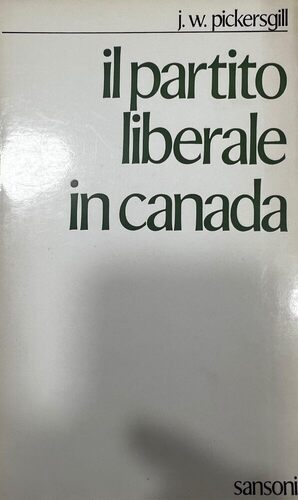 j. w. pickersgill
il partito
liberale
in canada
sansoni